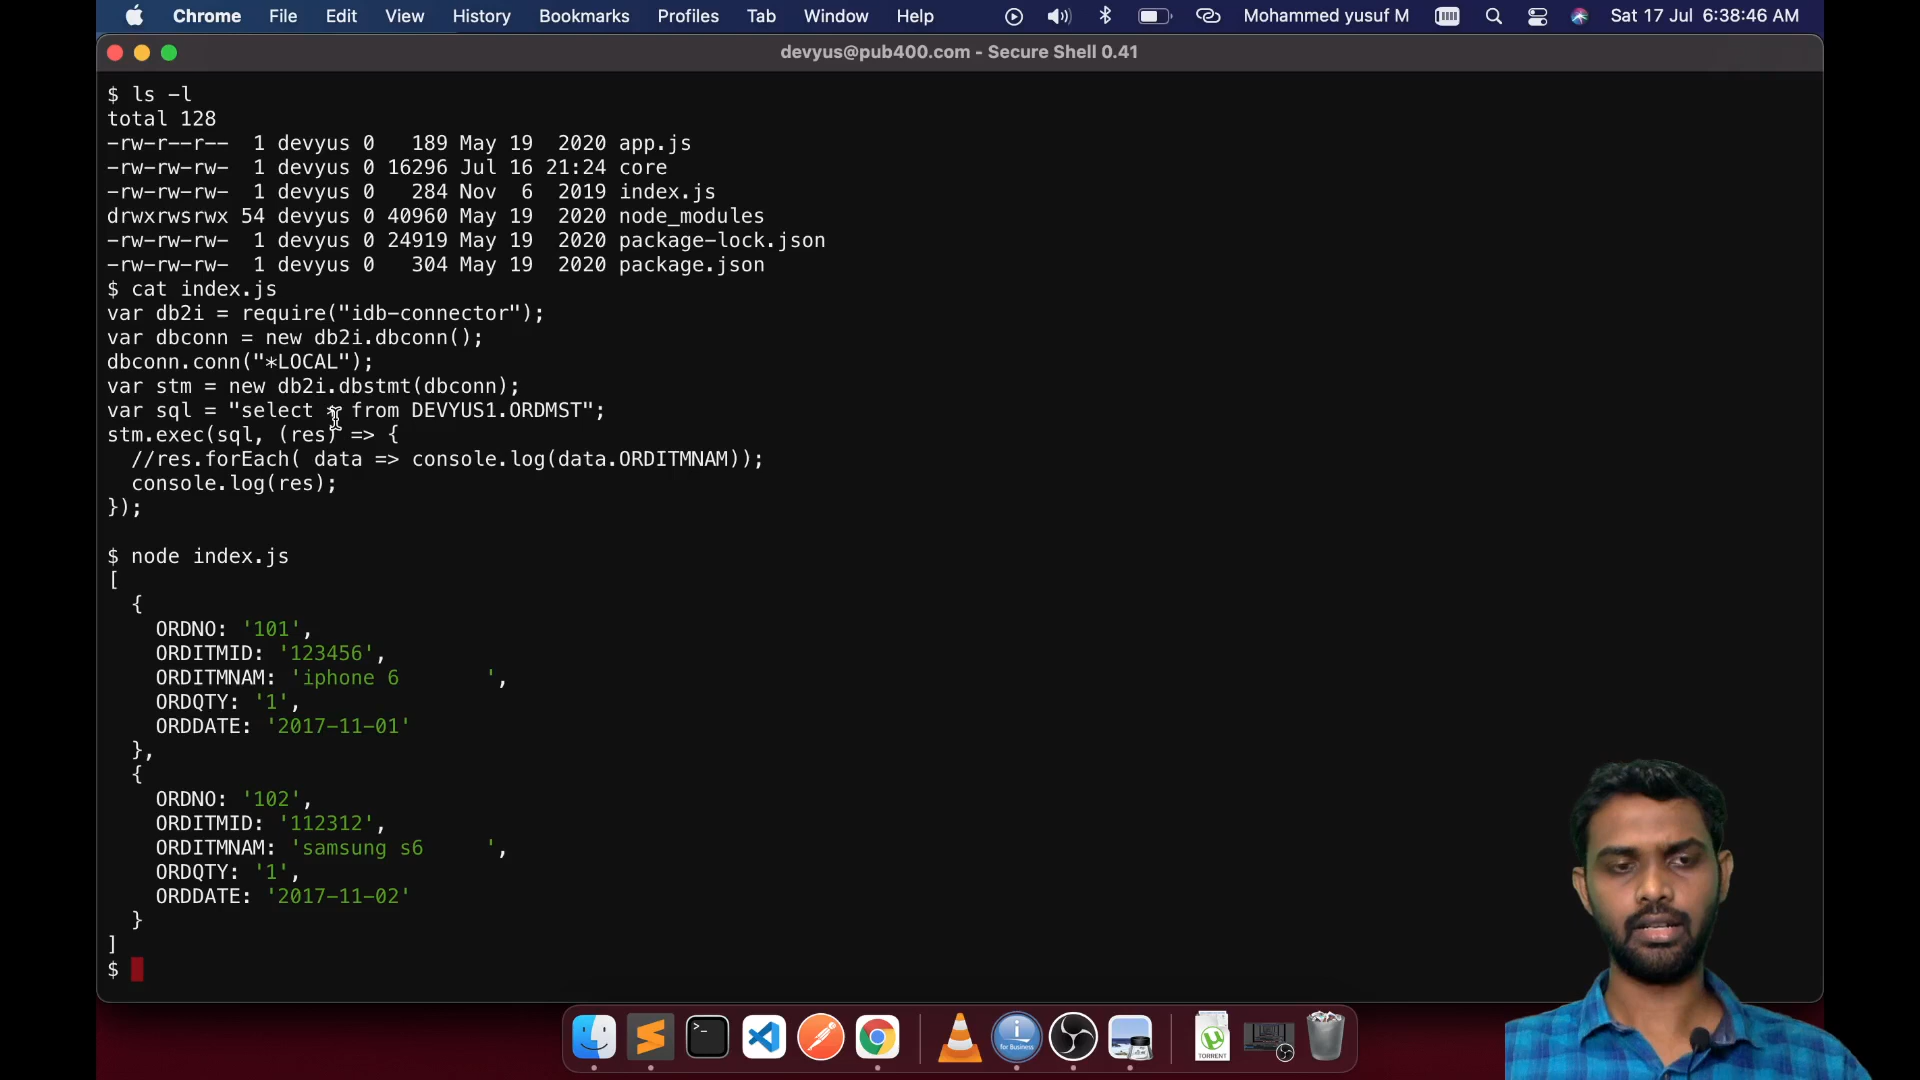 Chrome File Edit View History Bookmarks Profiles Tab Window Help Mohammed yusuf M Sat 17 Jul 6:38:46 AM
devyus@pub400.com - Secure Shell 0.41
$ ls -l
total 128
-rw-r--r-- 1 devyus 0 189 May 19 2020 app.js
-rw-rw-rw- 1 devyus 0 16296 Jul 16 21:24 core
-rw-rw-rw- 1 devyus 0 284 Nov 6 2019 index.js
drwxrwsrwx 54 devyus 0 40960 May 19 2020 node_modules
-rw-rw-rw- 1 devyus 0 24919 May 19 2020 package-lock.json
-rw-rw-rw- 1 devyus 0 304 May 19 2020 package.json
$ cat index.js
var db2i = require("idb-connector");
var dbconn = new db2i.dbconn();
dbconn.conn("*LOCAL");
var stm = new db2i.dbstmt(dbconn);
var sql = "select * from DEVYUS1.ORDMST";
stm.exec(sql, (res) => {
  //res.forEach( data => console.log(data.ORDITMNAM));
  console.log(res);
});
$ node index.js
[
  {
    ORDNO: '101',
    ORDITMID: '123456',
    ORDITMNAM: 'iphone 6       ',
    ORDQTY: '1',
    ORDDATE: '2017-11-01'
  },
  {
    ORDNO: '102',
    ORDITMID: '112312',
    ORDITMNAM: 'samsung s6     ',
    ORDQTY: '1',
    ORDDATE: '2017-11-02'
  }
]
$
>_
i
for Business
TORRENT